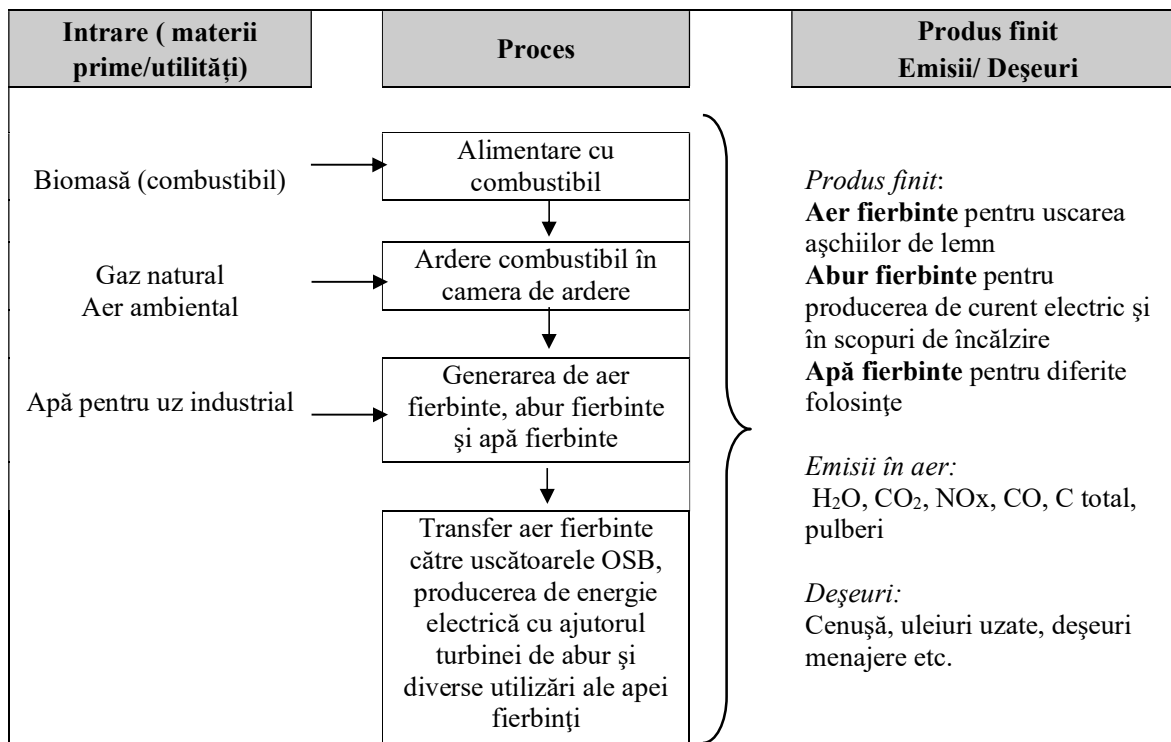 Intrare ( materii
prime/utilități)
Proces
Produs finit
Emisii/ Deşeuri
Biomasă (combustibil)
Alimentare cu
combustibil
Gaz natural
Aer ambiental
Ardere combustibil în
camera de ardere
Apă pentru uz industrial
Generarea de aer
fierbinte, abur fierbinte
şi apă fierbinte
Transfer aer fierbinte
către uscătoarele OSB,
producerea de energie
electrică cu ajutorul
turbinei de abur şi
diverse utilizări ale apei
fierbinţi
Produs finit:
Aer fierbinte pentru uscarea
aşchiilor de lemn
Abur fierbinte pentru
producerea de curent electric şi
în scopuri de încălzire
Apă fierbinte pentru diferite
folosinţe
Emisii în aer:
H₂O, CO₂, NOx, CO, C total,
pulberi
Deşeuri:
Cenuşă, uleiuri uzate, deşeuri
menajere etc.